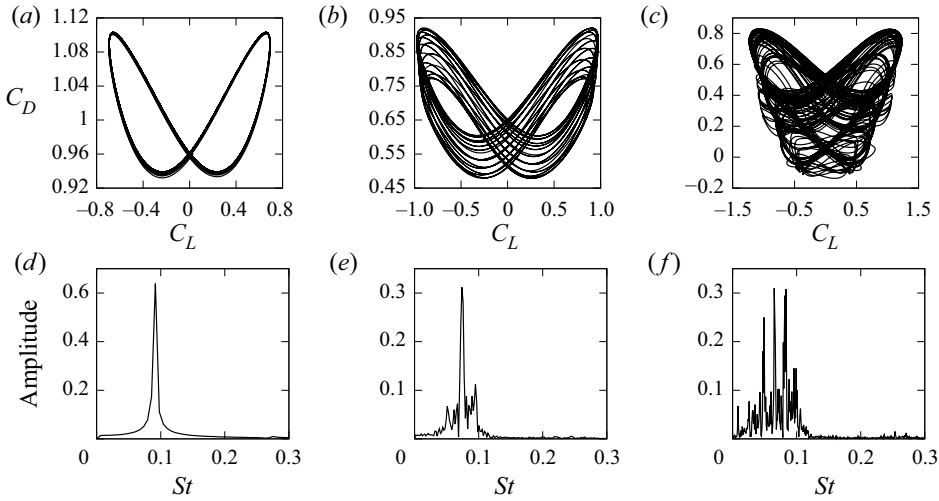 (a) (b) (c)
1.12 0.95 0.8
1.08 0.85 0.6
C_D 1.04 0.75 0.4
1 0.65 0.2
0.96 0.55 0
0.92 0.45 −0.2
−0.8 −0.4 0 0.4 0.8 −1.0 −0.5 0 0.5 1.0 −1.5 −0.5 0.5 1.5
C_L C_L C_L
(d) (e) (f)
0.6 0.3 0.3
Amplitude 0.4 0.2 0.2
0.2 0.1 0.1
0 0.1 0.2 0.3 0 0.1 0.2 0.3 0 0.1 0.2 0.3
St St St